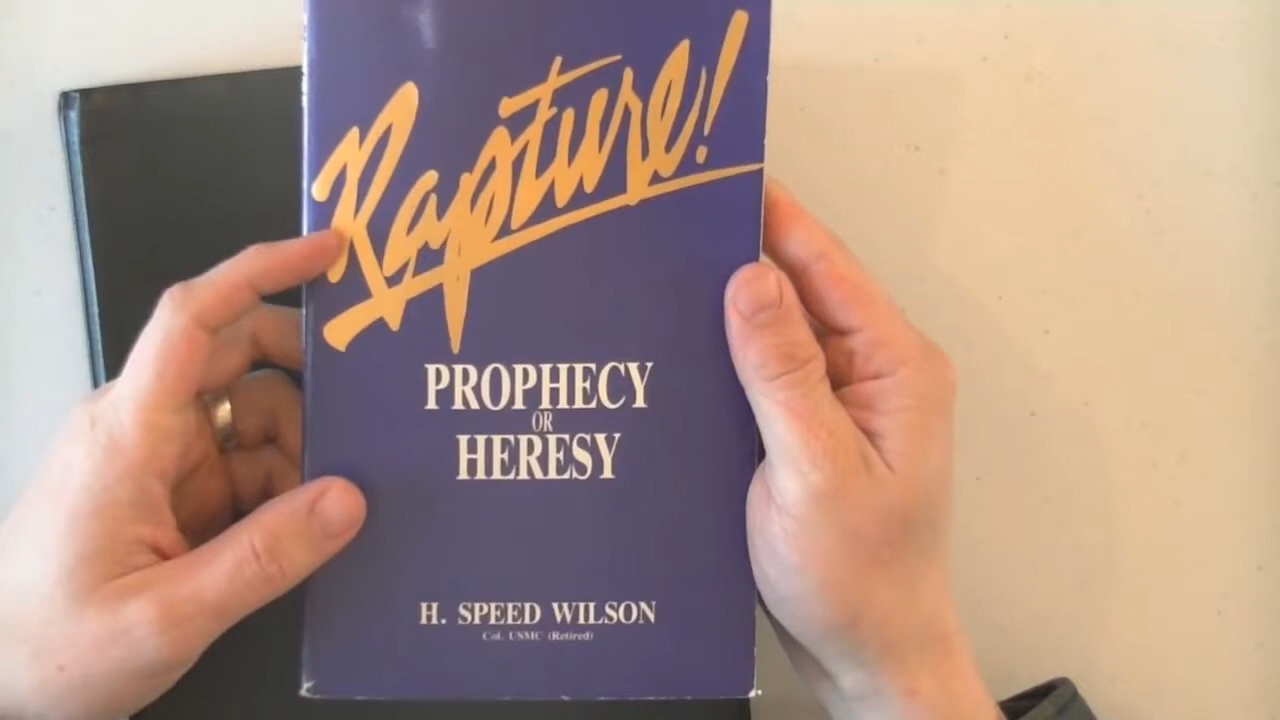 Rapture!
PROPHECY
OR
HERESY
H. SPEED WILSON
Col. USMC (Retired)